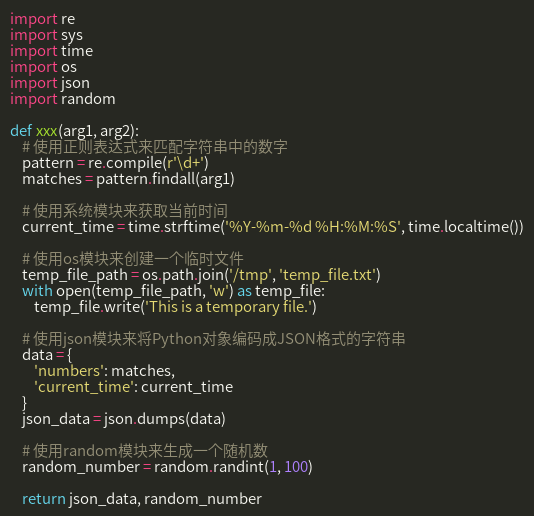 import re
import sys
import time
import os
import json
import random

def xxx(arg1, arg2):
    # 使用正则表达式来匹配字符串中的数字
    pattern = re.compile(r'\d+')
    matches = pattern.findall(arg1)

    # 使用系统模块来获取当前时间
    current_time = time.strftime('%Y-%m-%d %H:%M:%S', time.localtime())

    # 使用os模块来创建一个临时文件
    temp_file_path = os.path.join('/tmp', 'temp_file.txt')
    with open(temp_file_path, 'w') as temp_file:
        temp_file.write('This is a temporary file.')

    # 使用json模块来将Python对象编码成JSON格式的字符串
    data = {
        'numbers': matches,
        'current_time': current_time
    }
    json_data = json.dumps(data)

    # 使用random模块来生成一个随机数
    random_number = random.randint(1, 100)

    return json_data, random_number